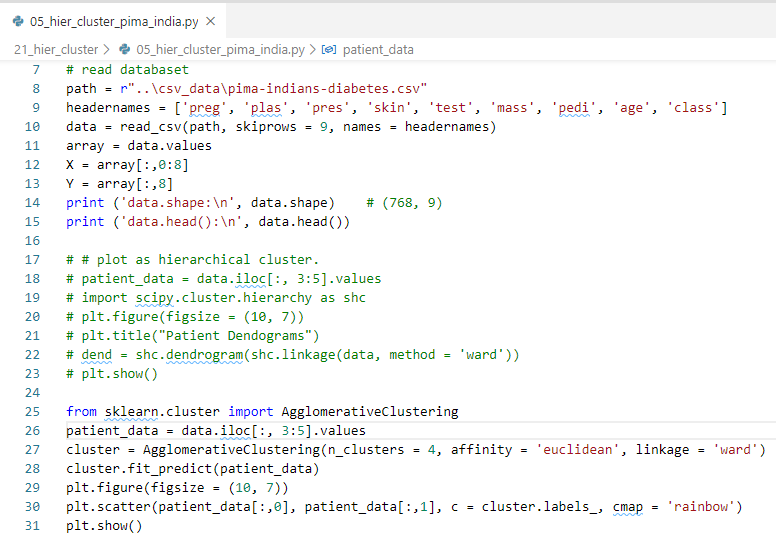 05_hier_cluster_pima_india.py ×
21_hier_cluster > 05_hier_cluster_pima_india.py > patient_data
7 # read databaset
8 path = r"..\csv_data\pima-indians-diabetes.csv"
9 headernames = ['preg', 'plas', 'pres', 'skin', 'test', 'mass', 'pedi', 'age', 'class']
10 data = read_csv(path, skiprows = 9, names = headernames)
11 array = data.values
12 X = array[:,0:8]
13 Y = array[:,8]
14 print ('data.shape:\n', data.shape)    # (768, 9)
15 print ('data.head():\n', data.head())
16
17 # # plot as hierarchical cluster.
18 # patient_data = data.iloc[:, 3:5].values
19 # import scipy.cluster.hierarchy as shc
20 # plt.figure(figsize = (10, 7))
21 # plt.title("Patient Dendograms")
22 # dend = shc.dendrogram(shc.linkage(data, method = 'ward'))
23 # plt.show()
24
25 from sklearn.cluster import AgglomerativeClustering
26 patient_data = data.iloc[:, 3:5].values
27 cluster = AgglomerativeClustering(n_clusters = 4, affinity = 'euclidean', linkage = 'ward')
28 cluster.fit_predict(patient_data)
29 plt.figure(figsize = (10, 7))
30 plt.scatter(patient_data[:,0], patient_data[:,1], c = cluster.labels_, cmap = 'rainbow')
31 plt.show()